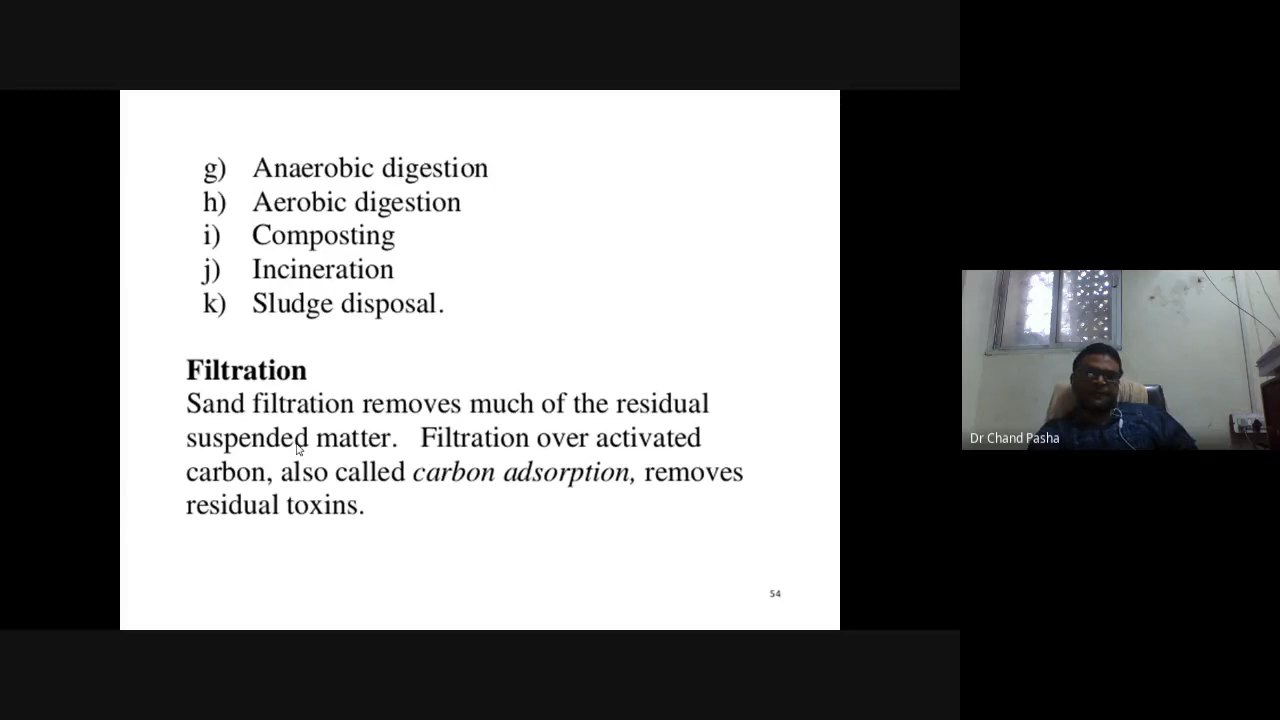 g) Anaerobic digestion
h) Aerobic digestion
i) Composting
j) Incineration
k) Sludge disposal.
Filtration
Sand filtration removes much of the residual
suspended matter. Filtration over activated
carbon, also called carbon adsorption, removes
residual toxins.
54
Dr Chand Pasha